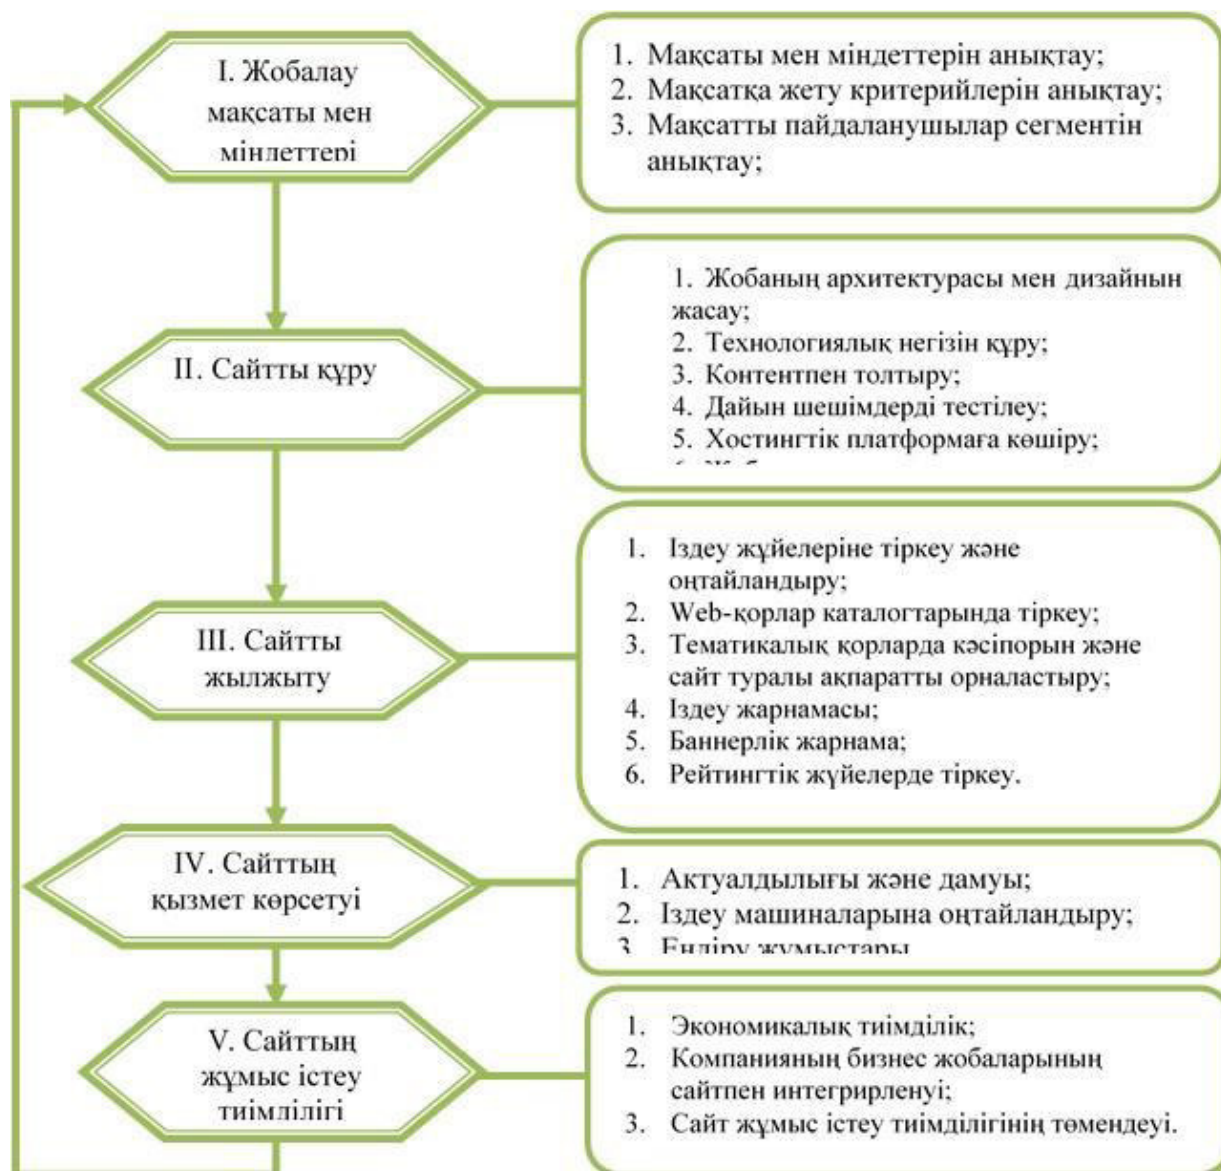 I. Жобалау
мақсаты мен
міндеттері
1. Мақсаты мен міндеттерін анықтау;
2. Мақсатқа жету критерийлерін анықтау;
3. Мақсатты пайдаланушылар сегментін
анықтау;
II. Сайтты құру
1. Жобаның архитектурасы мен дизайнын
жасау;
2. Технологиялық негізін құру;
3. Контентпен толтыру;
4. Дайын шешімдерді тестілеу;
5. Хостингтік платформаға көшіру;
III. Сайтты
жылжыту
1. Іздеу жүйелеріне тіркеу және
оңтайландыру;
2. Web-қорлар каталогтарында тіркеу;
3. Тематикалық қорларда кәсіпорын және
сайт туралы ақпаратты орналастыру;
4. Іздеу жарнамасы;
5. Баннерлік жарнама;
6. Рейтингтік жүйелерде тіркеу.
IV. Сайттың
қызмет көрсетуі
1. Актуалдылығы және дамуы;
2. Іздеу машиналарына оңтайландыру;
3. Ендіру жұмыстары
V. Сайттың
жұмыс істеу
тиімділігі
1. Экономикалық тиімділік;
2. Компанияның бизнес жобаларының
сайтпен интегрирленуі;
3. Сайт жұмыс істеу тиімділігінің төмендеуі.